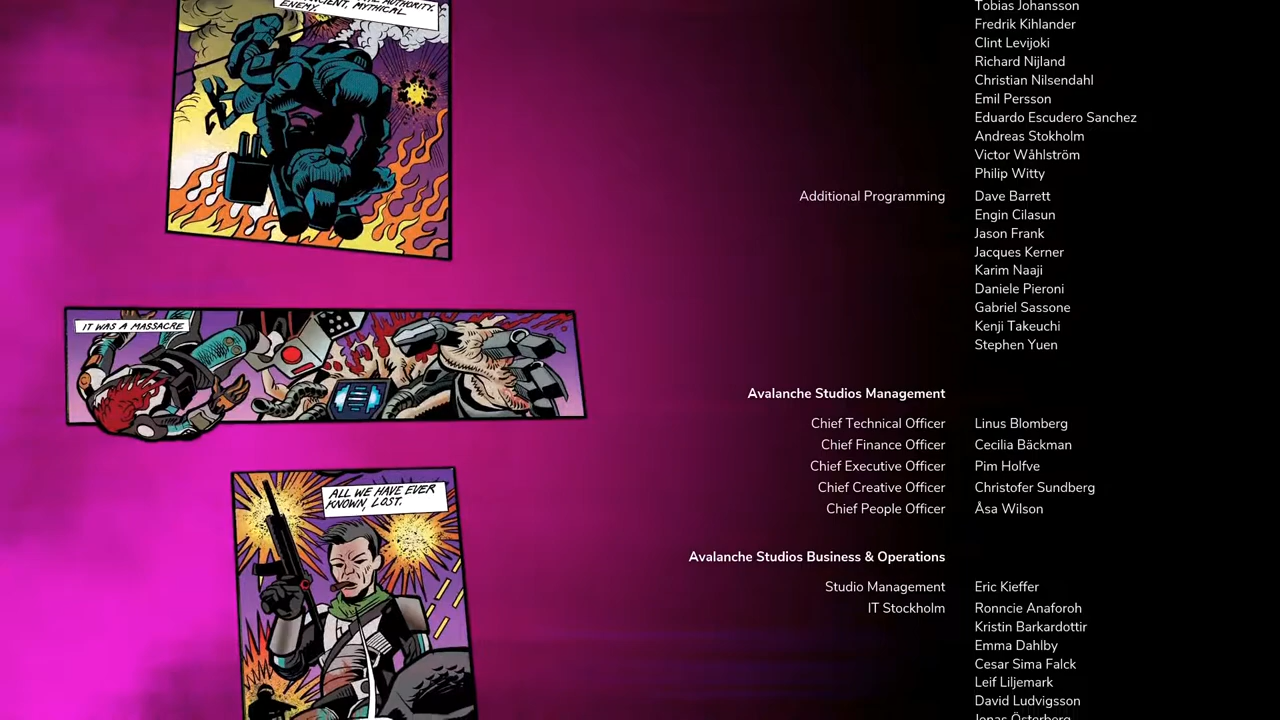 THE AUTHORITY.
ANCIENT, MYTHICAL
ENEMY.
IT WAS A MASSACRE
ALL WE HAVE EVER
KNOWN, LOST.
Tobias Johansson
Fredrik Kihlander
Clint Levijoki
Richard Nijland
Christian Nilsendahl
Emil Persson
Eduardo Escudero Sanchez
Andreas Stokholm
Victor Wåhlström
Philip Witty
Additional Programming Dave Barrett
Engin Cilasun
Jason Frank
Jacques Kerner
Karim Naaji
Daniele Pieroni
Gabriel Sassone
Kenji Takeuchi
Stephen Yuen
Avalanche Studios Management
Chief Technical Officer Linus Blomberg
Chief Finance Officer Cecilia Bäckman
Chief Executive Officer Pim Holfve
Chief Creative Officer Christofer Sundberg
Chief People Officer Åsa Wilson
Avalanche Studios Business & Operations
Studio Management Eric Kieffer
IT Stockholm Ronncie Anaforoh
Kristin Barkardottir
Emma Dahlby
Cesar Sima Falck
Leif Liljemark
David Ludvigsson
Jonas Österberg